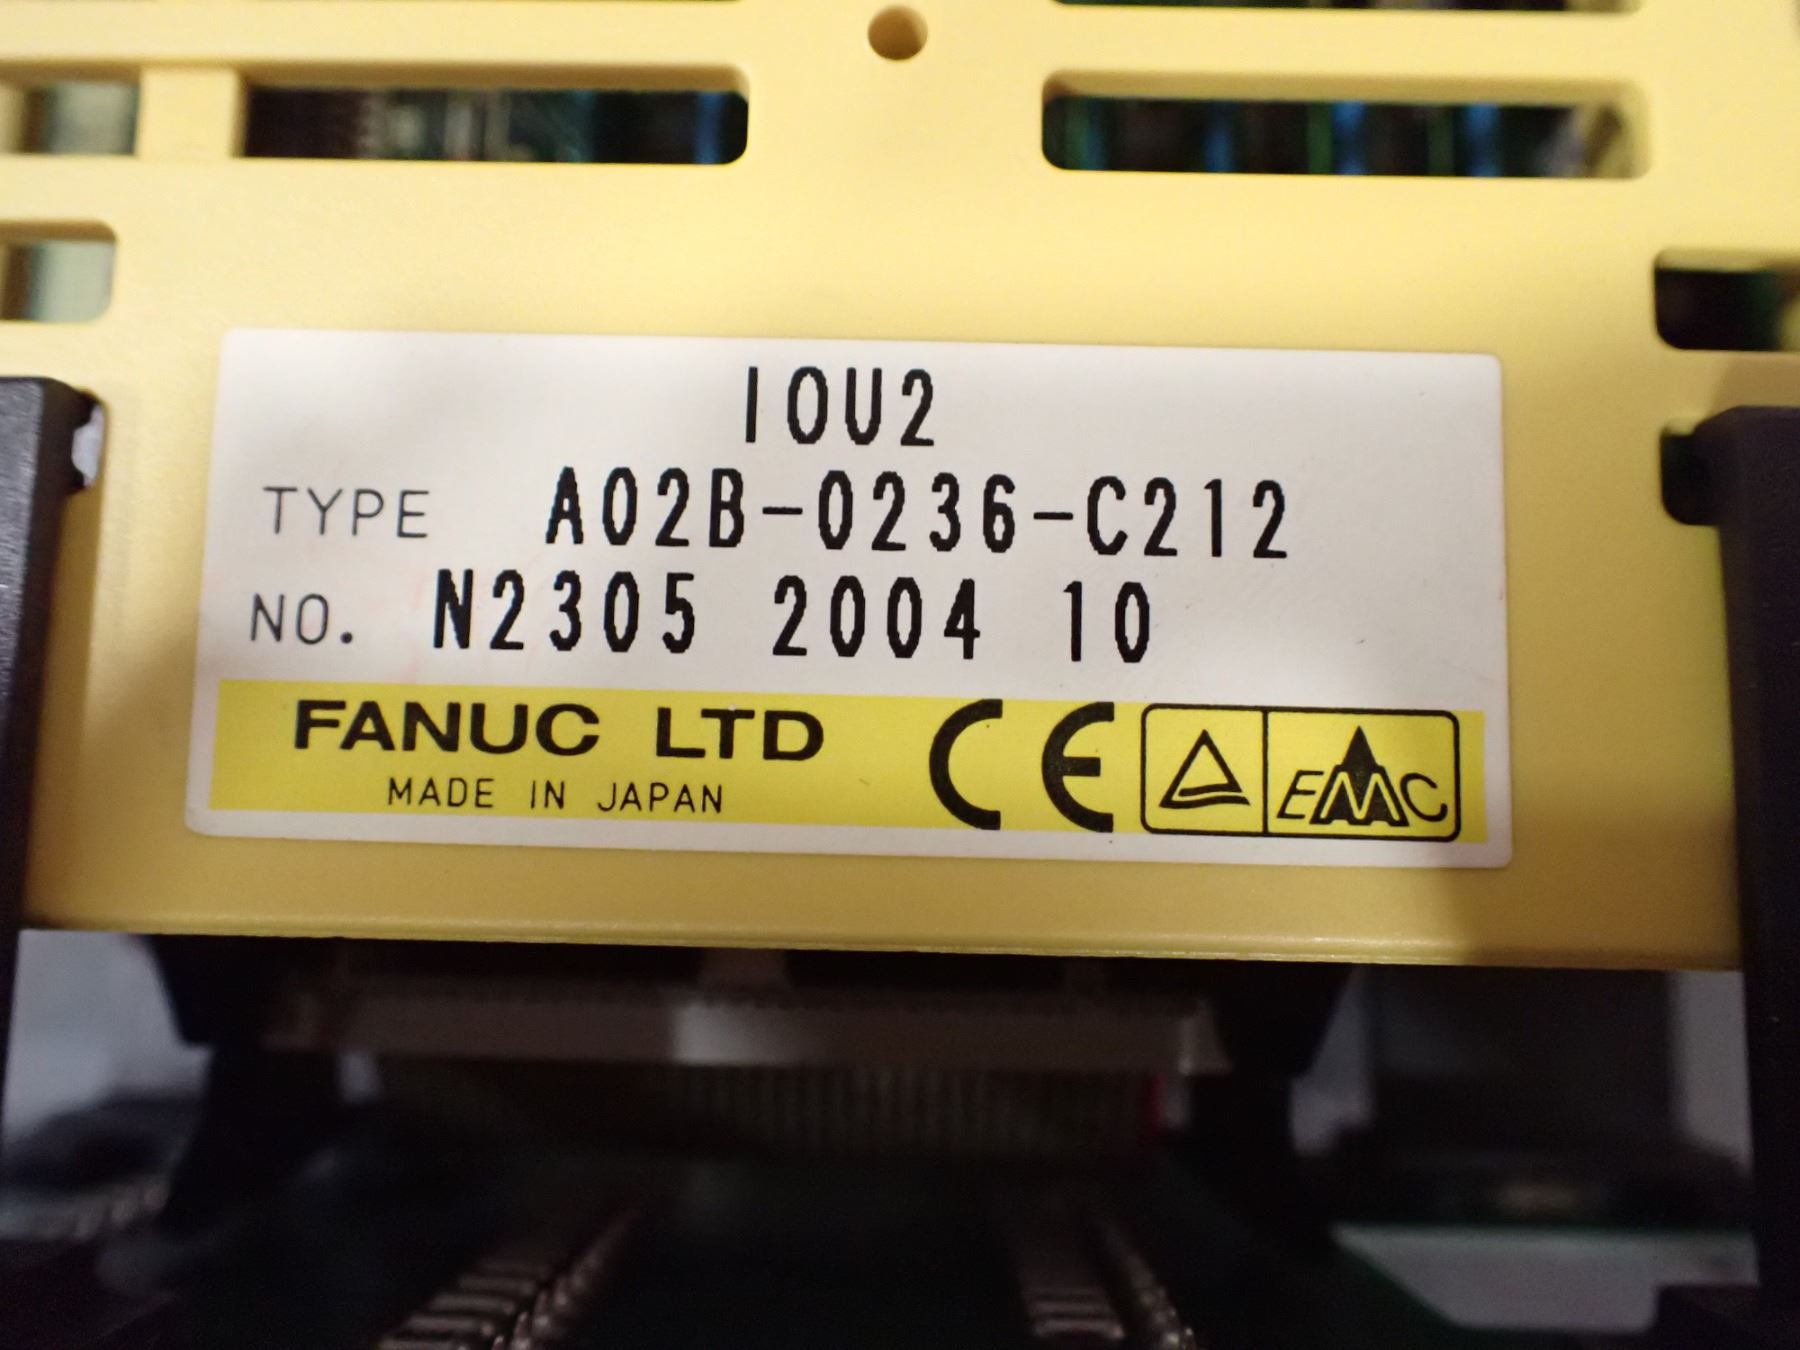 IOU2
TYPE A02B-0236-C212
NO. N2305 2004 10
FANUC LTD
MADE IN JAPAN
CE
EMC